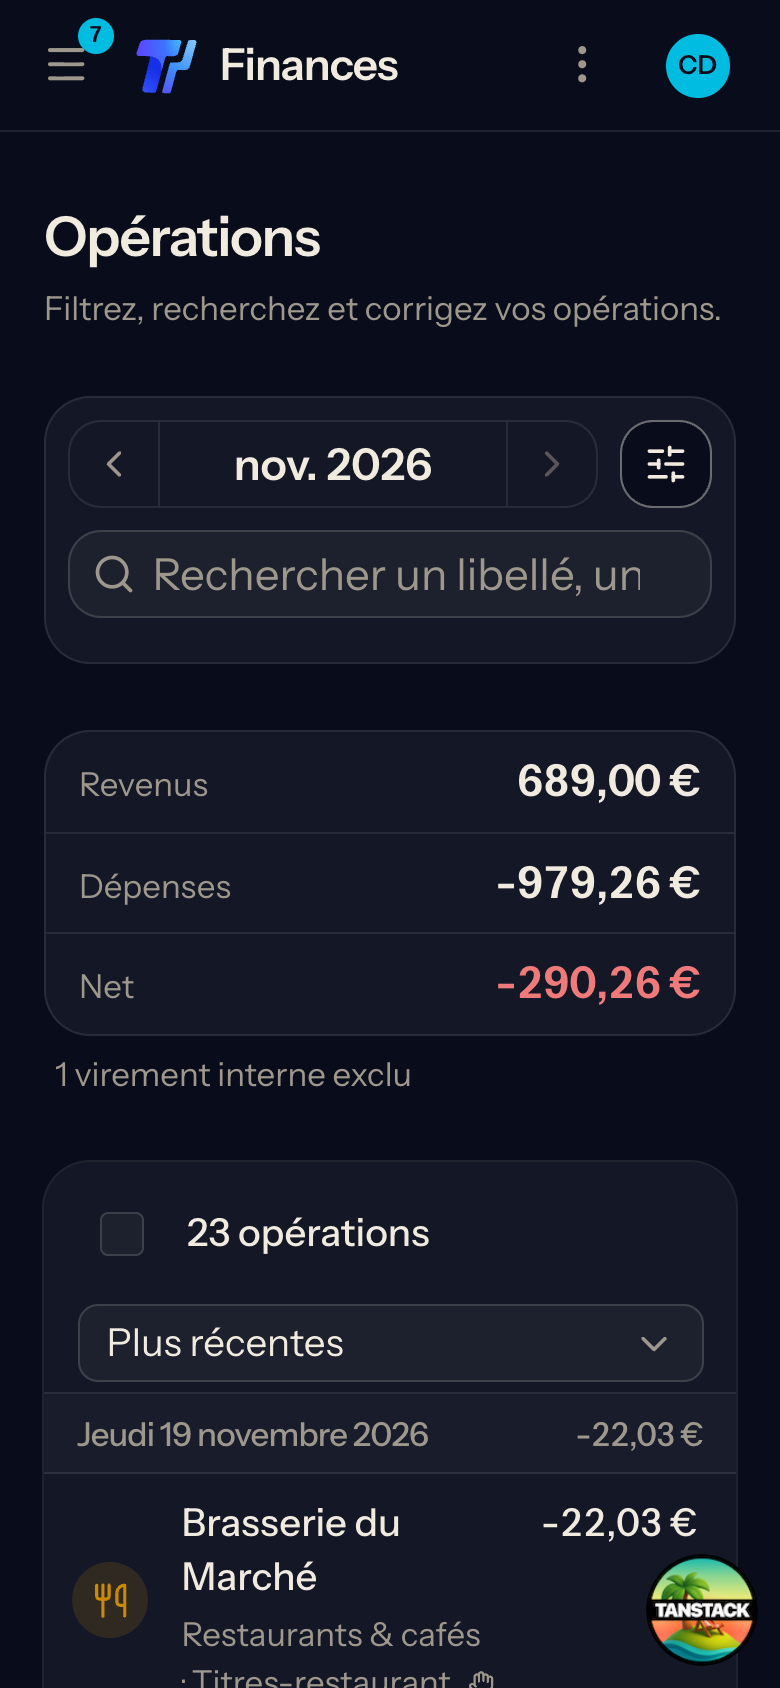 7
Finances
CD
Opérations
Filtrez, recherchez et corrigez vos opérations.
nov. 2026
Rechercher un libellé, un
Revenus 689,00 €
Dépenses -979,26 €
Net -290,26 €
1 virement interne exclu
23 opérations
Plus récentes
Jeudi 19 novembre 2026 -22,03 €
Brasserie du -22,03 €
Marché
TANSTACK
Restaurants & cafés
· Titres-restaurant